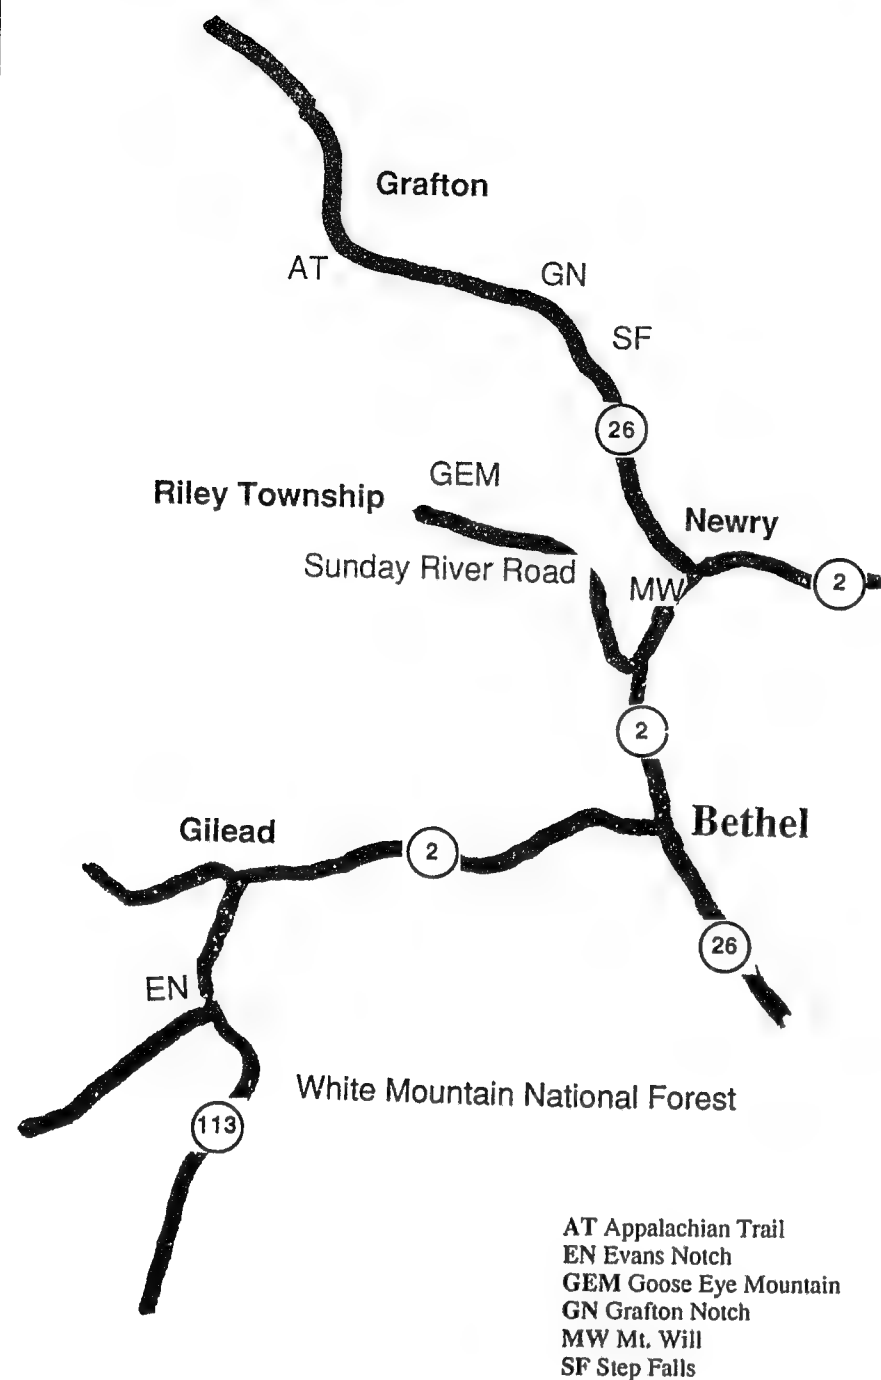 Grafton
AT
GN
SF
26
GEM
Riley Township
Newry
Sunday River Road
MW
2
2
Bethel
Gilead
2
26
EN
White Mountain National Forest
113
AT Appalachian Trail
EN Evans Notch
GEM Goose Eye Mountain
GN Grafton Notch
MW Mt. Will
SF Step Falls